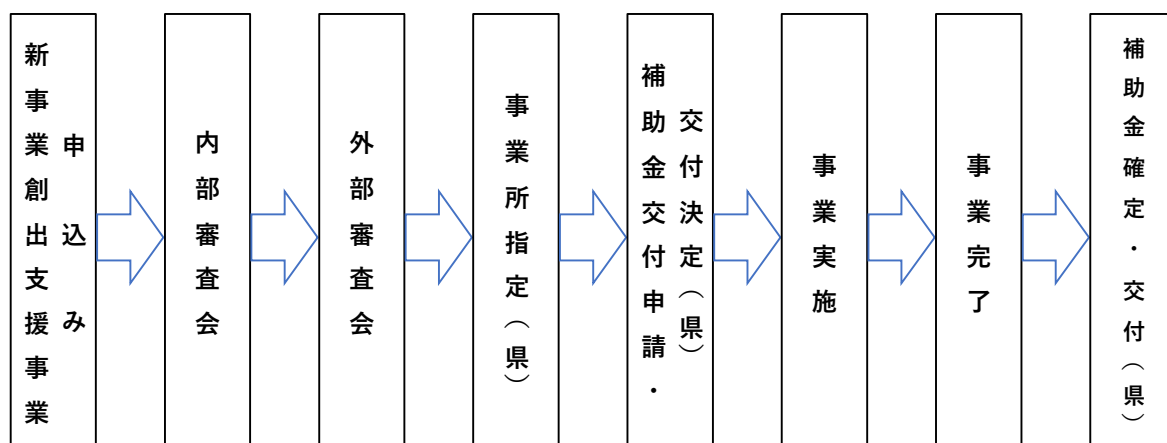 新事業創出支援事業
申込み
内部審査会
外部審査会
事業所指定（県）
補助金交付申請・
交付決定（県）
事業実施
事業完了
補助金確定・交付（県）